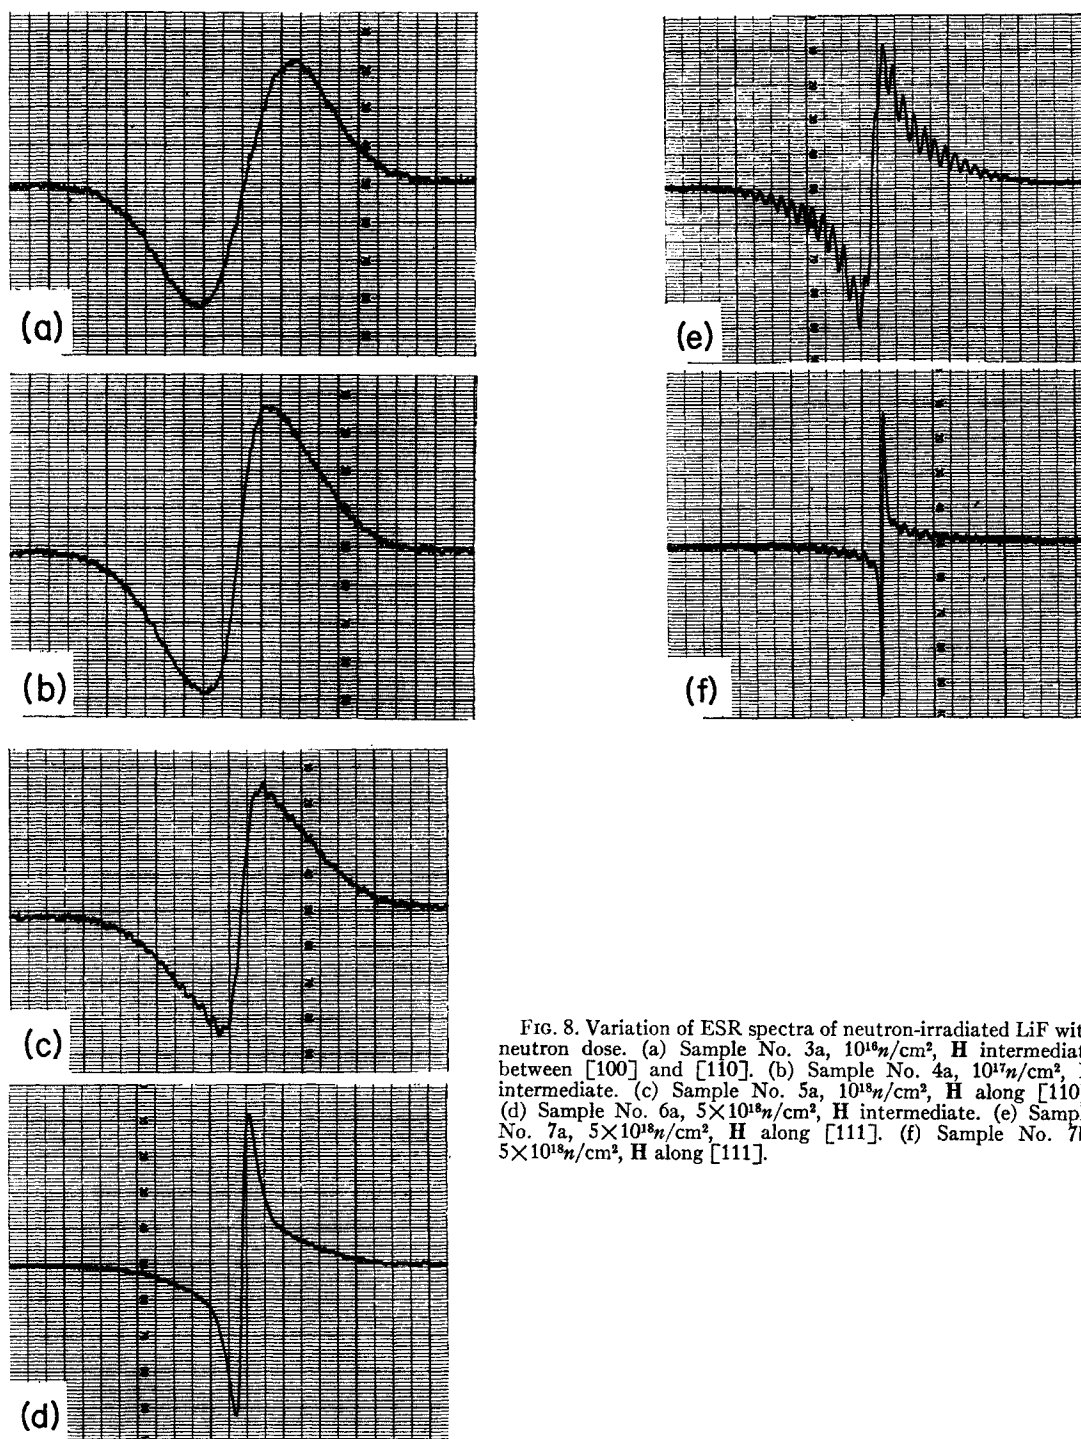 (a)
(b)
(c)
(d)
(e)
(f)
FIG. 8. Variation of ESR spectra of neutron-irradiated LiF wit
neutron dose. (a) Sample No. 3a, 10¹⁶n/cm², H intermediat
between [100] and [110]. (b) Sample No. 4a, 10¹⁷n/cm²,
intermediate. (c) Sample No. 5a, 10¹⁸n/cm², H along [110
(d) Sample No. 6a, 5×10¹⁸n/cm², H intermediate. (e) Samp
No. 7a, 5×10¹⁸n/cm², H along [111]. (f) Sample No.
5×10¹⁸n/cm², H along [111].